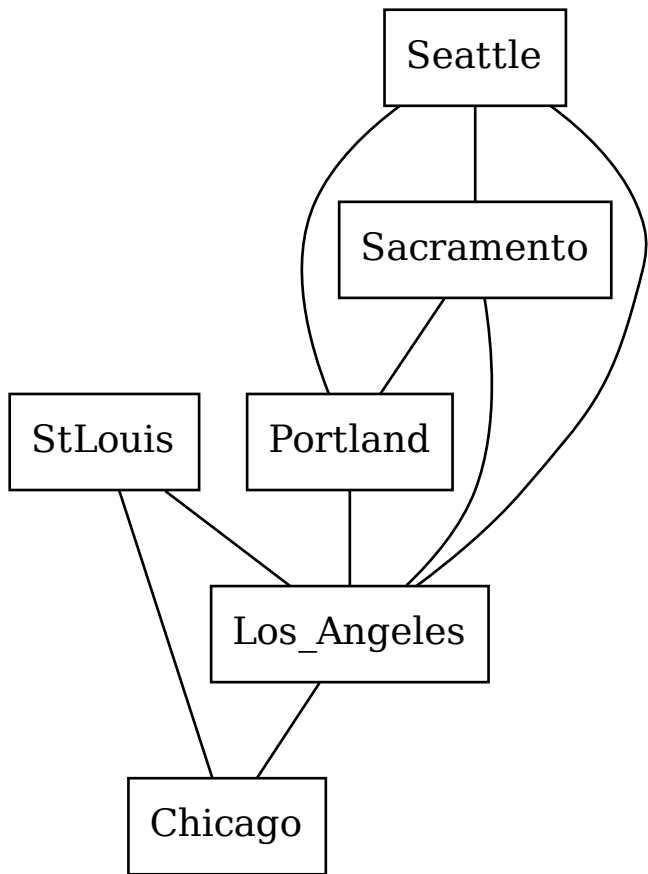 Seattle
Sacramento
StLouis
Portland
Los_Angeles
Chicago